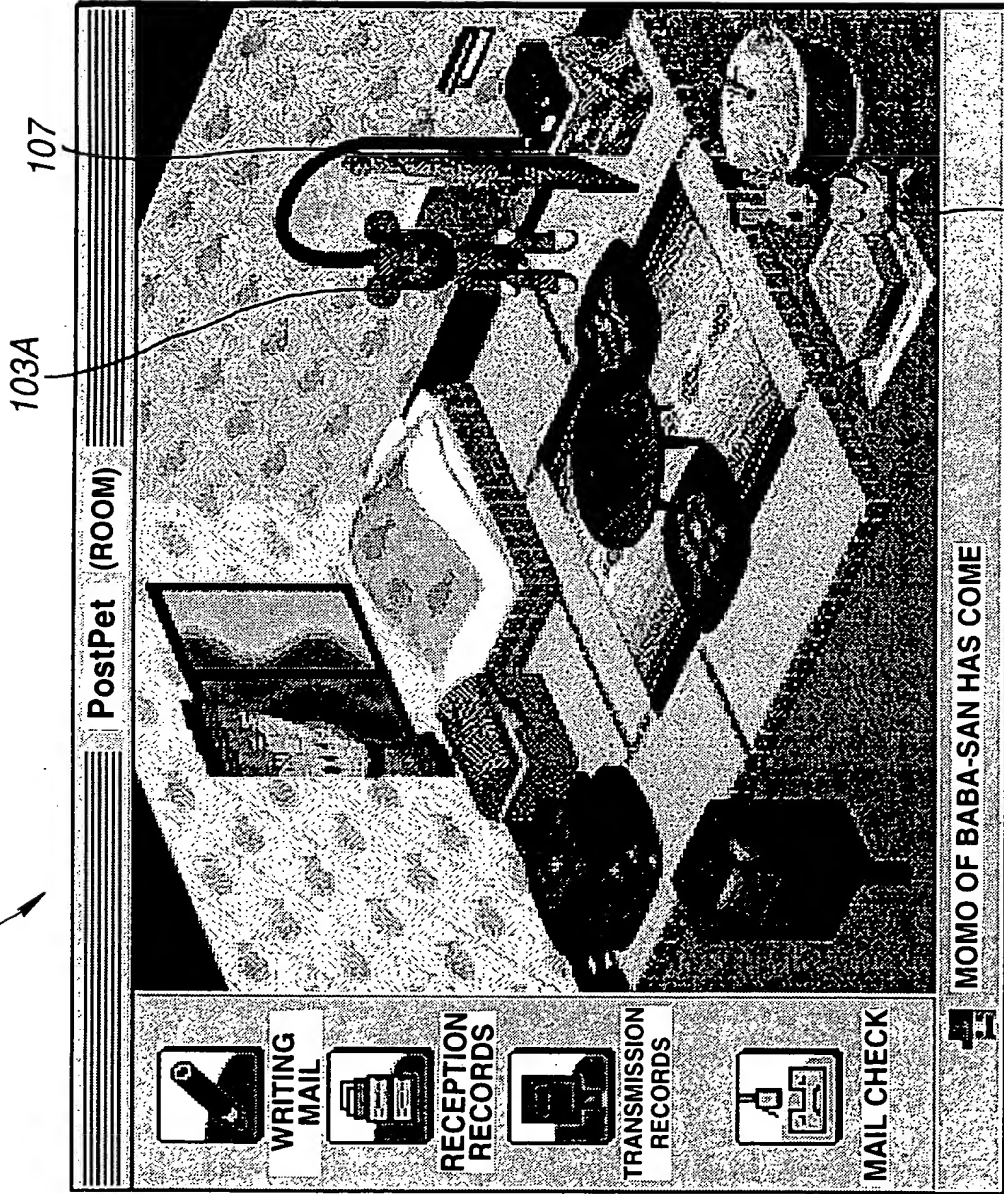 103A
107
PostPet (ROOM)
WRITING
MAIL
RECEPTION
RECORDS
TRANSMISSION
RECORDS
MAIL CHECK
MOMO OF BABA-SAN HAS COME